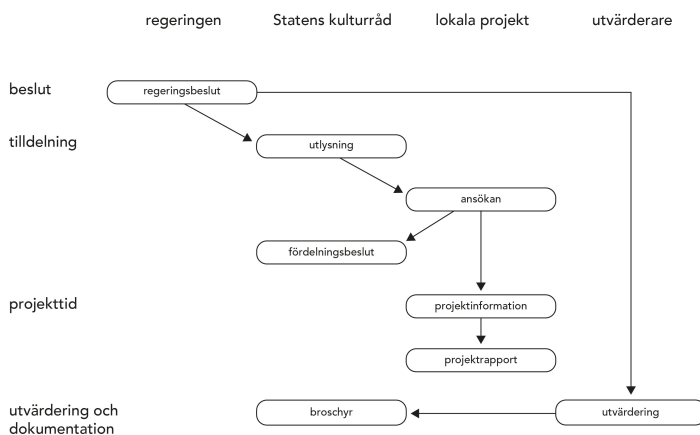 regeringen
Statens kulturråd
lokala projekt
utvärderare
beslut
regeringsbeslut
tilldelning
utlysning
ansökan
fördelningsbeslut
projekttid
projektinformation
projektrapport
utvärdering och
dokumentation
broschyr
utvärdering